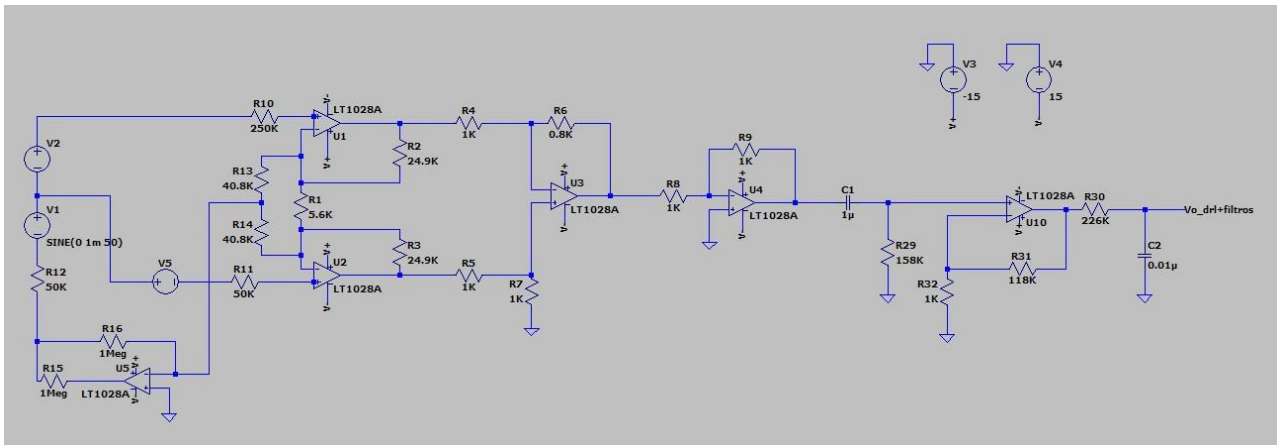 V3
-15
+A
V4
15
+A
R10
250K
-A
LT1028A
U1
+A
R4
1K
R6
0.8K
V2
R2
24.9K
R13
40.8K
R1
5.6K
R14
40.8K
V1
SINE(0 1m 50)
R12
50K
V5
R11
50K
+A
U2
LT1028A
-A
R3
24.9K
R5
1K
R7
1K
+A
U3
LT1028A
-A
R8
1K
R9
1K
+A
U4
LT1028A
-A
C1
1µ
R29
158K
-A
LT1028A
U10
+A
R30
226K
Vo_drl+filtros
R31
118K
R32
1K
C2
0.01µ
R16
1Meg
R15
1Meg
+A
U5
LT1028A
-A